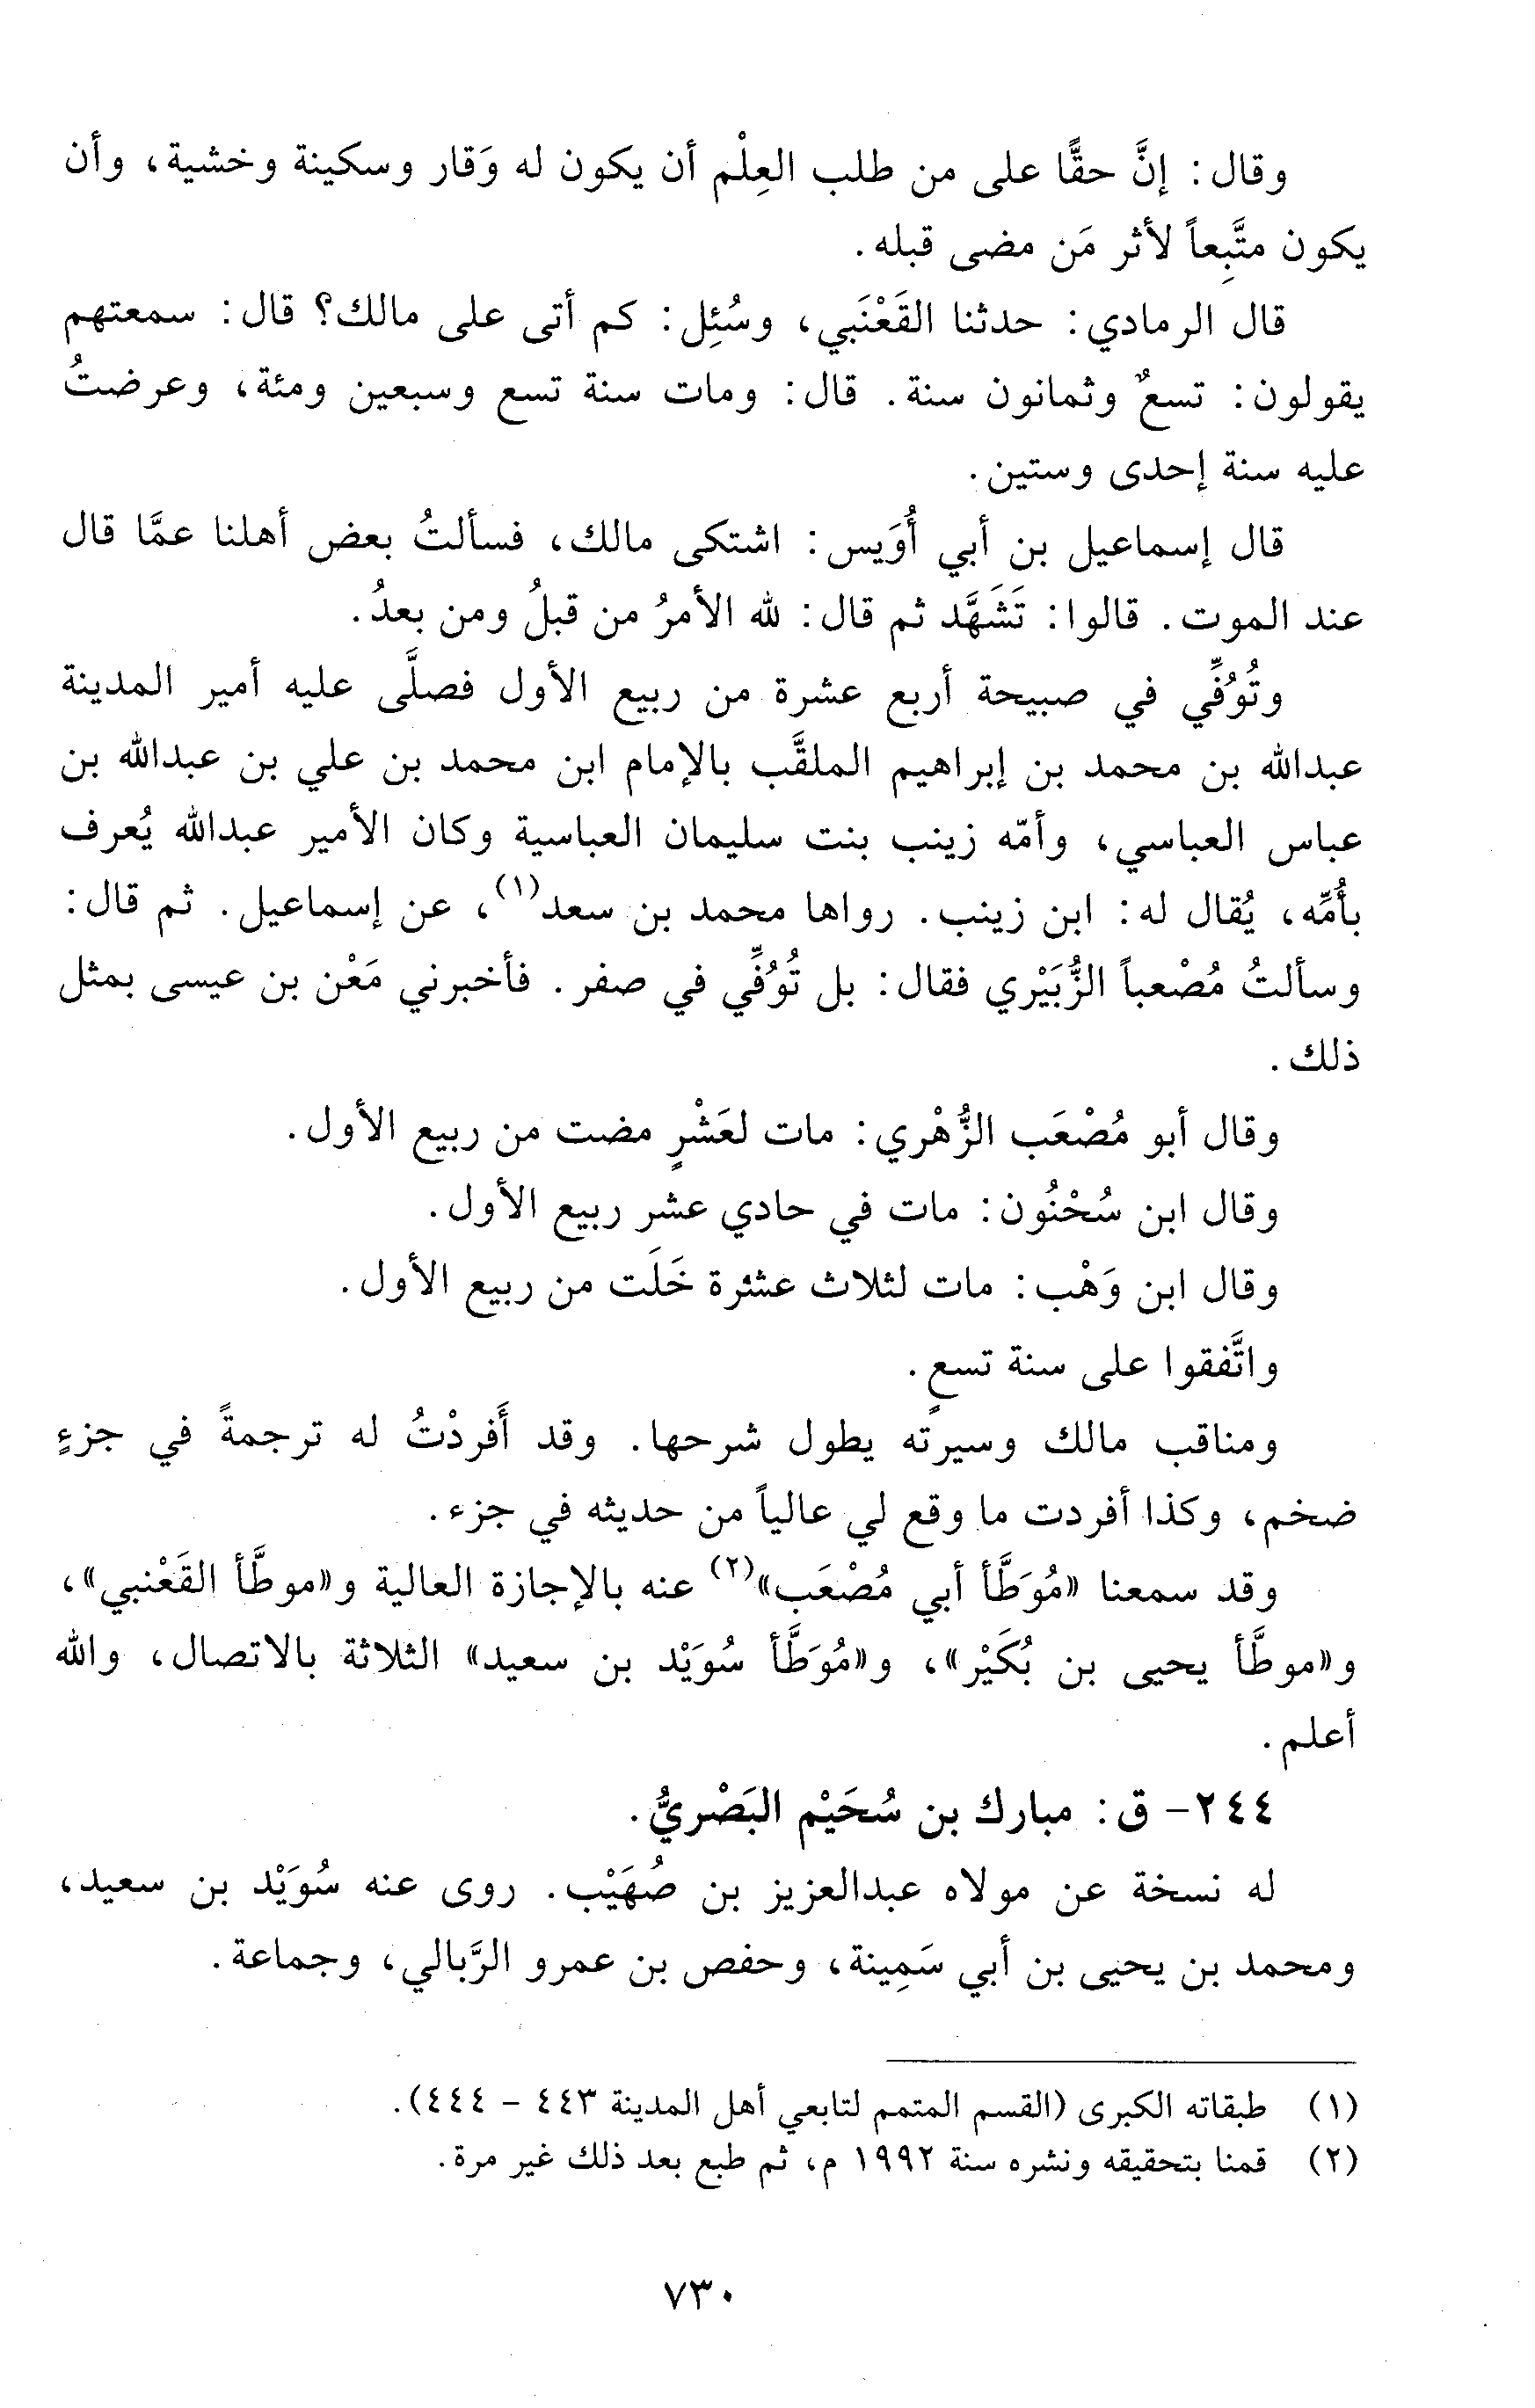 وقال: إنَّ حقًّا على من طلب العِلْم أن يكون له وَقار وسكينة وخشية، وأن
يكون متَّبِعاً لأثر مَن مضى قبله.
قال الرمادي: حدثنا القَعْنَبي، وسُئِل: كم أتى على مالك؟ قال: سمعتهم
يقولون: تسعٌ وثمانون سنة. قال: ومات سنة تسع وسبعين ومئة، وعرضتُ
عليه سنة إحدى وستين.
قال إسماعيل بن أبي أُوَيس: اشتكى مالك، فسألتُ بعض أهلنا عمَّا قال
عند الموت. قالوا: تَشَهَّد ثم قال: لله الأمرُ من قبلُ ومن بعدُ.
وتُوُفِّي في صبيحة أربع عشرة من ربيع الأول فصلَّى عليه أمير المدينة
عبدالله بن محمد بن إبراهيم الملقَّب بالإمام ابن محمد بن علي بن عبدالله بن
عباس العباسي، وأمّه زينب بنت سليمان العباسية وكان الأمير عبدالله يُعرف
بأُمِّه، يُقال له: ابن زينب. رواها محمد بن سعد(١)، عن إسماعيل. ثم قال:
وسألتُ مُصْعباً الزُّبَيْري فقال: بل تُوُفِّي في صفر. فأخبرني مَعْن بن عيسى بمثل
ذلك.
وقال أبو مُصْعَب الزُّهْري: مات لعَشْرٍ مضت من ربيع الأول.
وقال ابن سُحْنُون: مات في حادي عشر ربيع الأول.
وقال ابن وَهْب: مات لثلاث عشرة خَلَت من ربيع الأول.
واتَّفقوا على سنة تسعٍ.
ومناقب مالك وسيرته يطول شرحها. وقد أَفردْتُ له ترجمةً في جزءٍ
ضخم، وكذا أفردت ما وقع لي عالياً من حديثه في جزء.
وقد سمعنا «مُوَطَّأ أبي مُصْعَب»(٢) عنه بالإجازة العالية و«موطَّأ القَعْنبي»،
و«موطَّأ يحيى بن بُكَيْر»، و«مُوَطَّأ سُوَيْد بن سعيد» الثلاثة بالاتصال، والله
أعلم.
٢٤٤- ق: مبارك بن سُحَيْم البَصْريُّ.
له نسخة عن مولاه عبدالعزيز بن صُهَيْب. روى عنه سُوَيْد بن سعيد،
ومحمد بن يحيى بن أبي سَمِينة، وحفص بن عمرو الرَّبالي، وجماعة.
(١) طبقاته الكبرى (القسم المتمم لتابعي أهل المدينة ٤٤٣ - ٤٤٤).
(٢) قمنا بتحقيقه ونشره سنة ١٩٩٢ م، ثم طبع بعد ذلك غير مرة.
٧٣٠